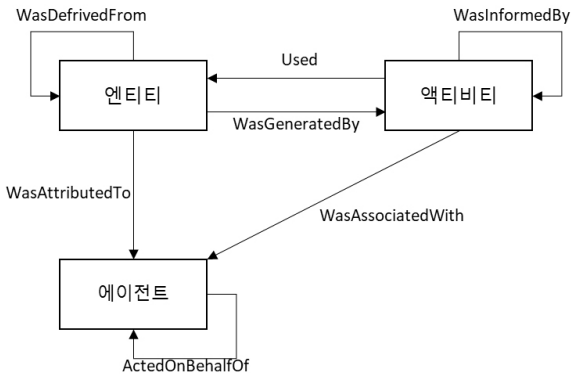 WasDefrivedFrom
WasInformedBy
Used
엔티티
액티비티
WasGeneratedBy
WasAttributedTo
WasAssociatedWith
에이전트
ActedOnBehalfOf